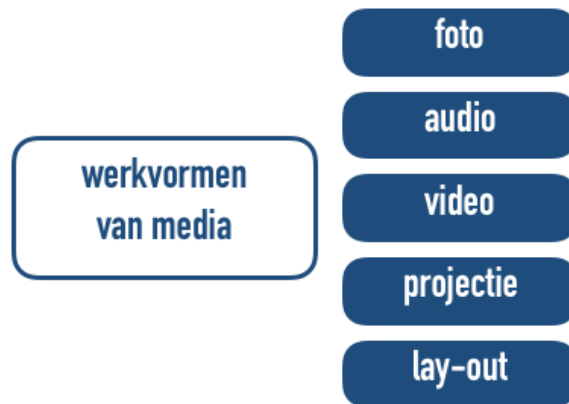 werkvormen
van media
foto
audio
video
projectie
lay-out